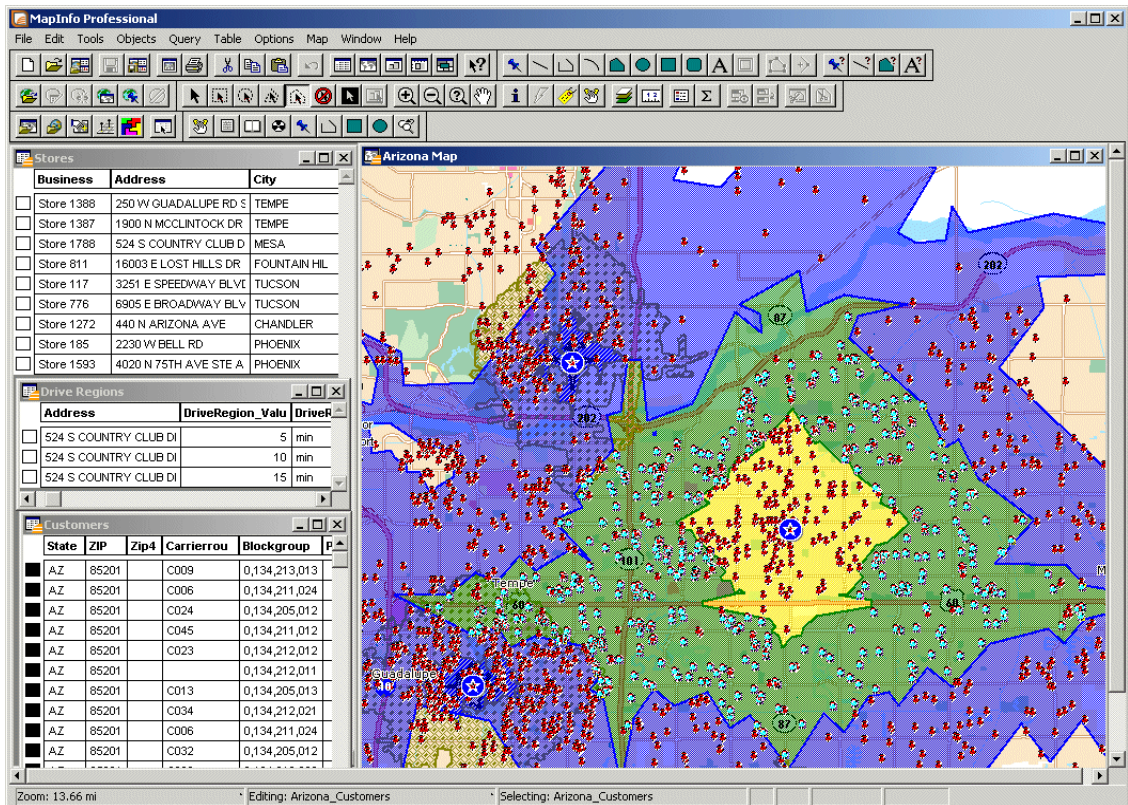 MapInfo Professional
File Edit Tools Objects Query Table Options Map Window Help
Stores
Business Address City
Store 1388 250 W GUADALUPE RD S TEMPE
Store 1387 1900 N MCCLINTOCK DR TEMPE
Store 1788 524 S COUNTRY CLUB D MESA
Store 811 16003 E LOST HILLS DR FOUNTAIN HIL
Store 117 3251 E SPEEDWAY BLVD TUCSON
Store 776 6905 E BROADWAY BLV TUCSON
Store 1272 440 N ARIZONA AVE CHANDLER
Store 185 2230 W BELL RD PHOENIX
Store 1593 4020 N 75TH AVE STE A PHOENIX
Drive Regions
Address DriveRegion_Valu DriveR
524 S COUNTRY CLUB DI 5 min
524 S COUNTRY CLUB DI 10 min
524 S COUNTRY CLUB DI 15 min
Customers
State ZIP Zip4 Carrierrou Blockgroup P
AZ 85201 C009 0,134,213,013
AZ 85201 C006 0,134,211,024
AZ 85201 C024 0,134,205,012
AZ 85201 C045 0,134,211,012
AZ 85201 C023 0,134,212,012
AZ 85201 0,134,212,011
AZ 85201 C013 0,134,205,013
AZ 85201 C034 0,134,212,021
AZ 85201 C006 0,134,211,024
AZ 85201 C032 0,134,205,012
Arizona Map
202
87
202
101
Tempe
60
60
Guadalupe
10
87
M
Zoom: 13.66 mi Editing: Arizona_Customers Selecting: Arizona_Customers